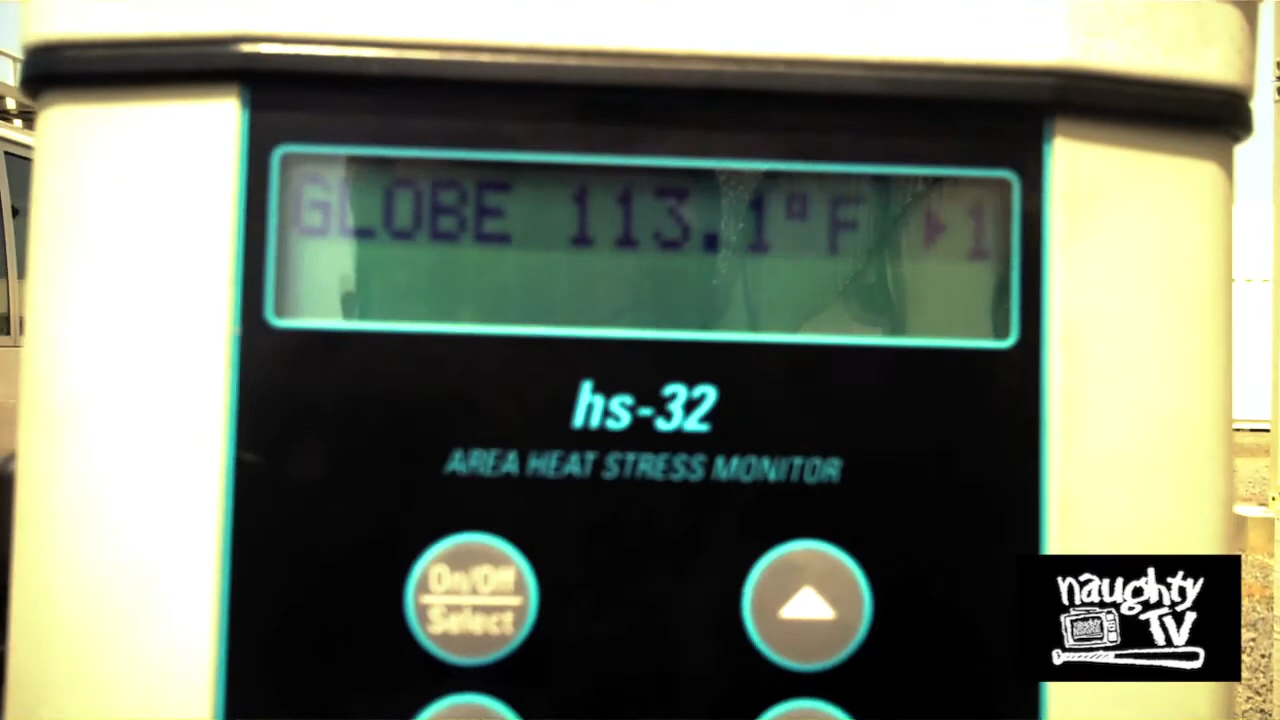 GLOBE 113.1°F ▸1
hs-32
AREA HEAT STRESS MONITOR
On/Off
Select
naughty
TV